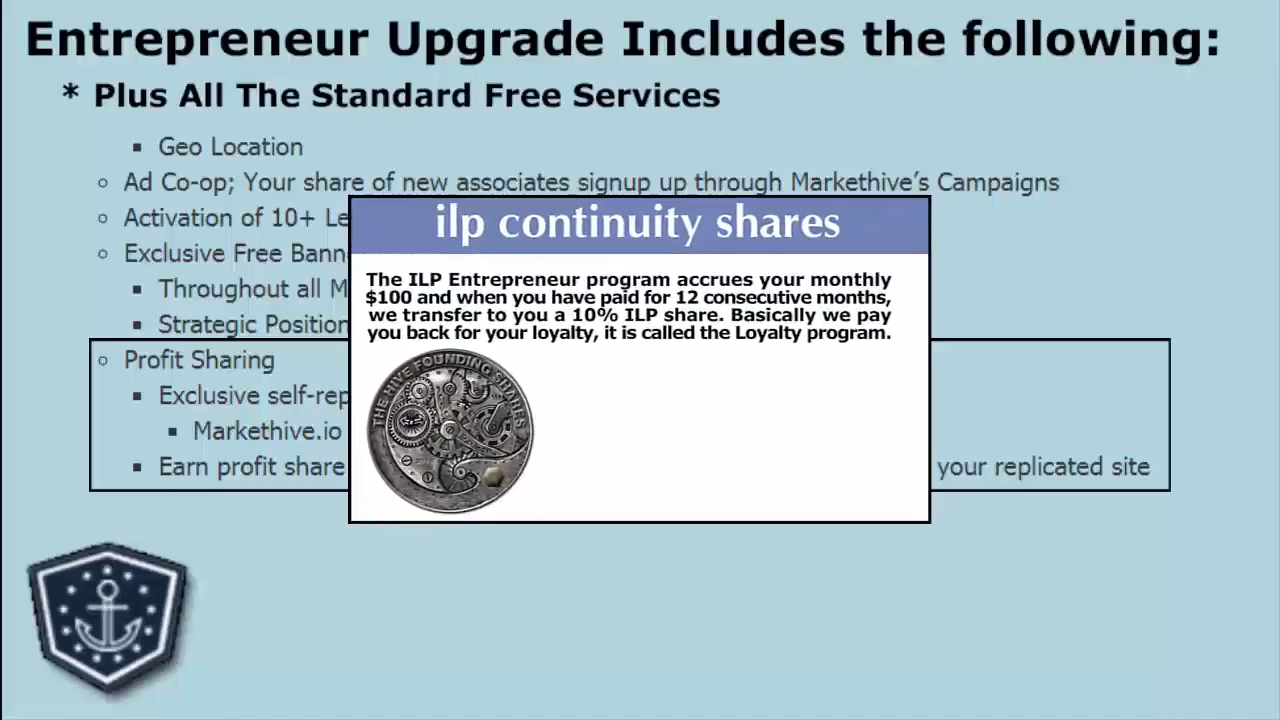 Entrepreneur Upgrade Includes the following:
* Plus All The Standard Free Services
Geo Location
Ad Co-op; Your share of new associates signup up through Markethive's Campaigns
Activation of 10+ Le
Exclusive Free Bann
Throughout all M
Strategic Position
Profit Sharing
Exclusive self-rep
Markethive.io
Earn profit share your replicated site
ilp continuity shares
The ILP Entrepreneur program accrues your monthly
$100 and when you have paid for 12 consecutive months,
we transfer to you a 10% ILP share. Basically we pay
you back for your loyalty, it is called the Loyalty program.
THE HIVE FOUNDING SHARES